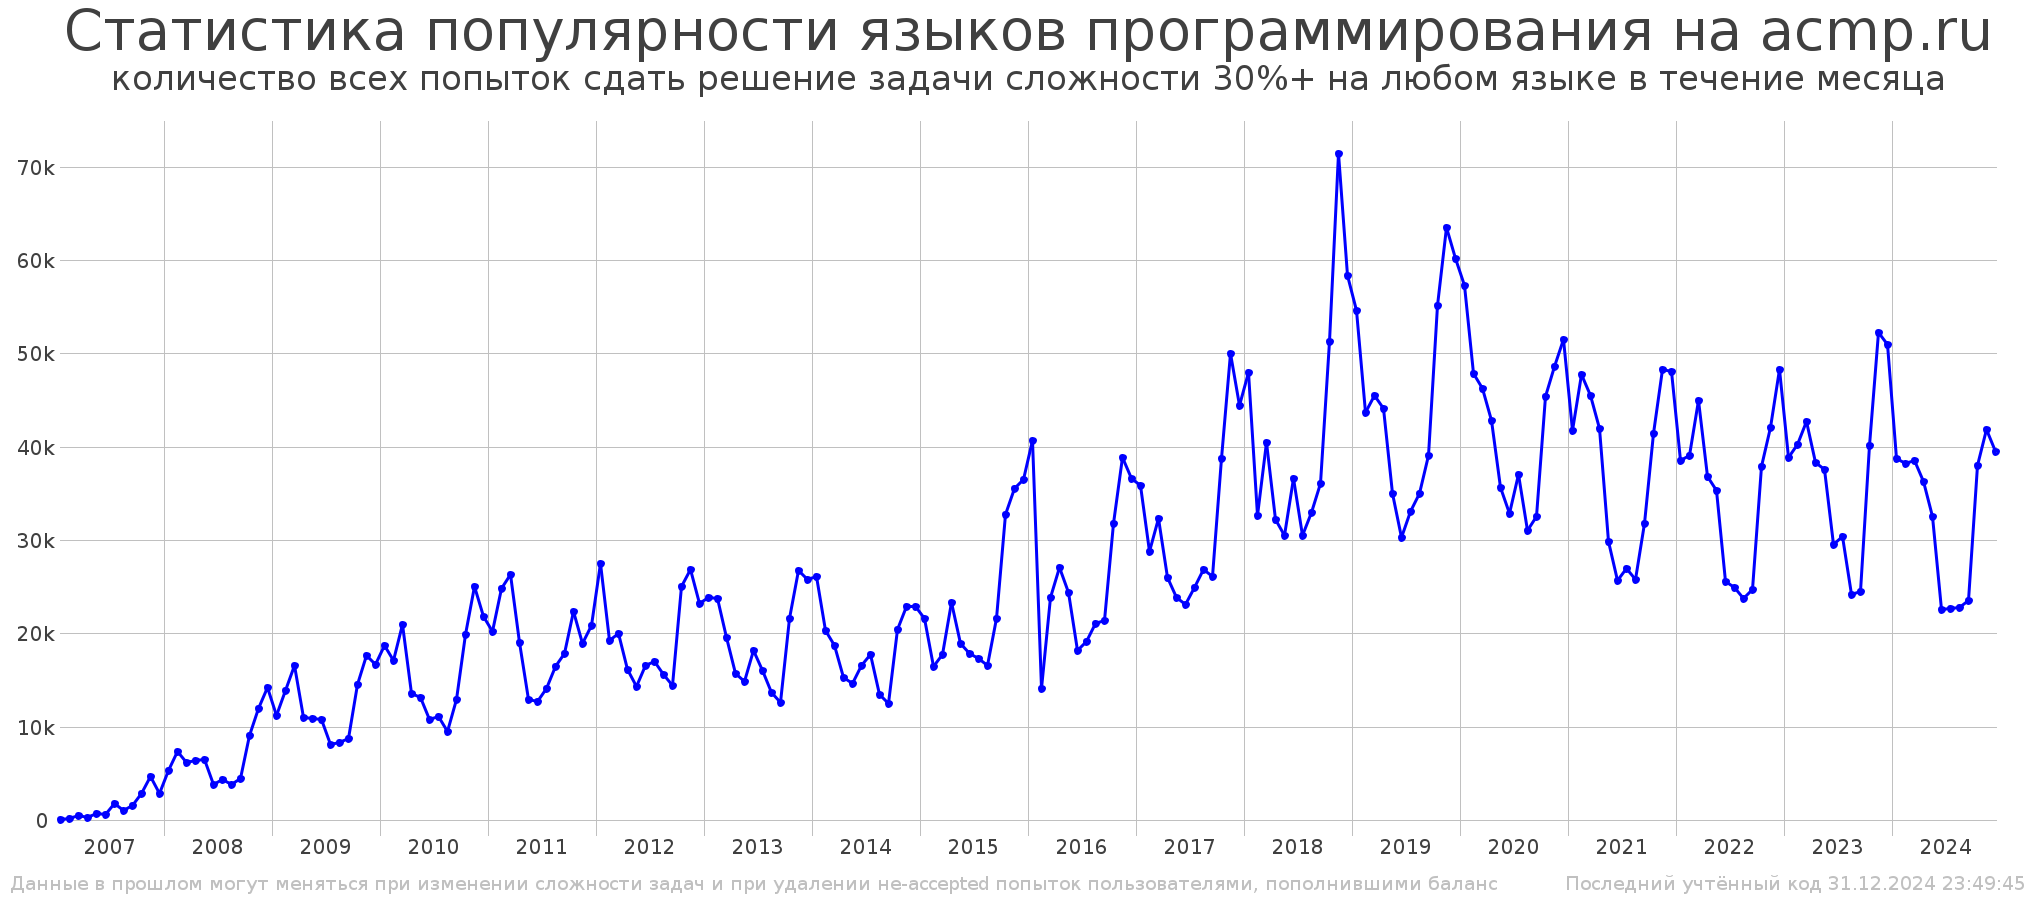 Статистика популярности языков программирования на acmp.ru
количество всех попыток сдать решение задачи сложности 30%+ на любом языке в течение месяца
70k
60k
50k
40k
30k
20k
10k
0
2007 2008 2009 2010 2011 2012 2013 2014 2015 2016 2017 2018 2019 2020 2021 2022 2023 2024
Данные в прошлом могут меняться при изменении сложности задач и при удалении не-accepted попыток пользователями, пополнившими баланс Последний учтённый код 31.12.2024 23:49:45